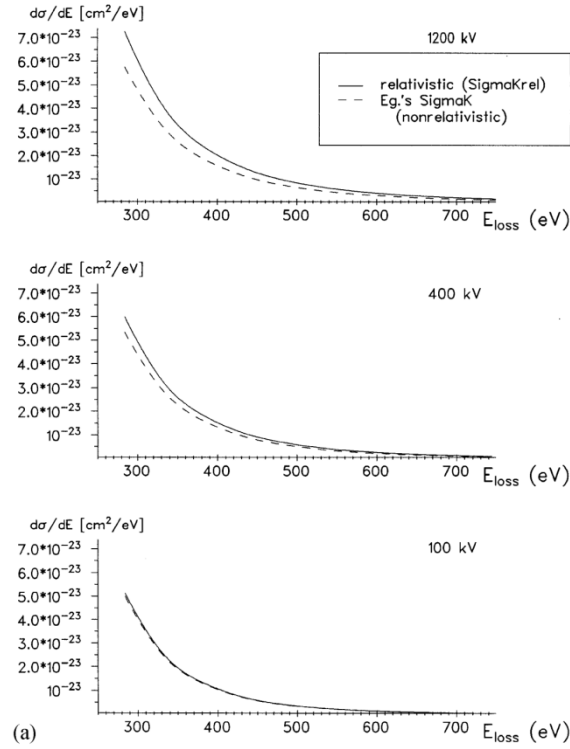 dσ/dE [cm²/eV]
7.0*10⁻²³
6.0*10⁻²³
5.0*10⁻²³
4.0*10⁻²³
3.0*10⁻²³
2.0*10⁻²³
10⁻²³
1200 kV
relativistic (SigmaKrel)
Eg.'s SigmaK
(nonrelativistic)
300 400 500 600 700 E_loss (eV)
dσ/dE [cm²/eV]
7.0*10⁻²³
6.0*10⁻²³
5.0*10⁻²³
4.0*10⁻²³
3.0*10⁻²³
2.0*10⁻²³
10⁻²³
400 kV
300 400 500 600 700 E_loss (eV)
dσ/dE [cm²/eV]
7.0*10⁻²³
6.0*10⁻²³
5.0*10⁻²³
4.0*10⁻²³
3.0*10⁻²³
2.0*10⁻²³
10⁻²³
100 kV
300 400 500 600 700 E_loss (eV)
(a)